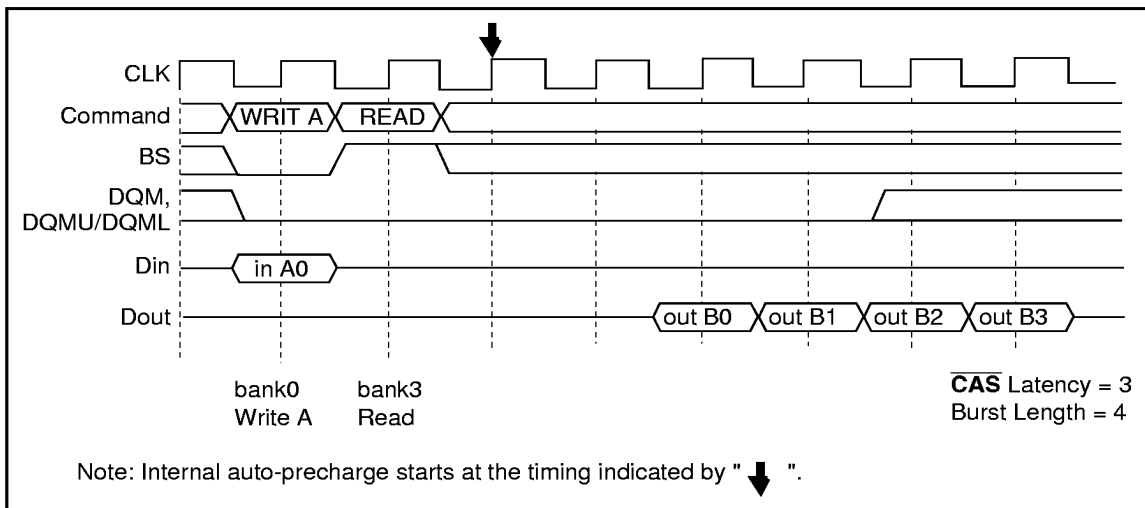 CLK
Command WRIT A READ
BS
DQM,
DQMU/DQML
Din in A0
Dout out B0 out B1 out B2 out B3
bank0 bank3
Write A Read
CAS Latency = 3
Burst Length = 4
Note: Internal auto-precharge starts at the timing indicated by " ".